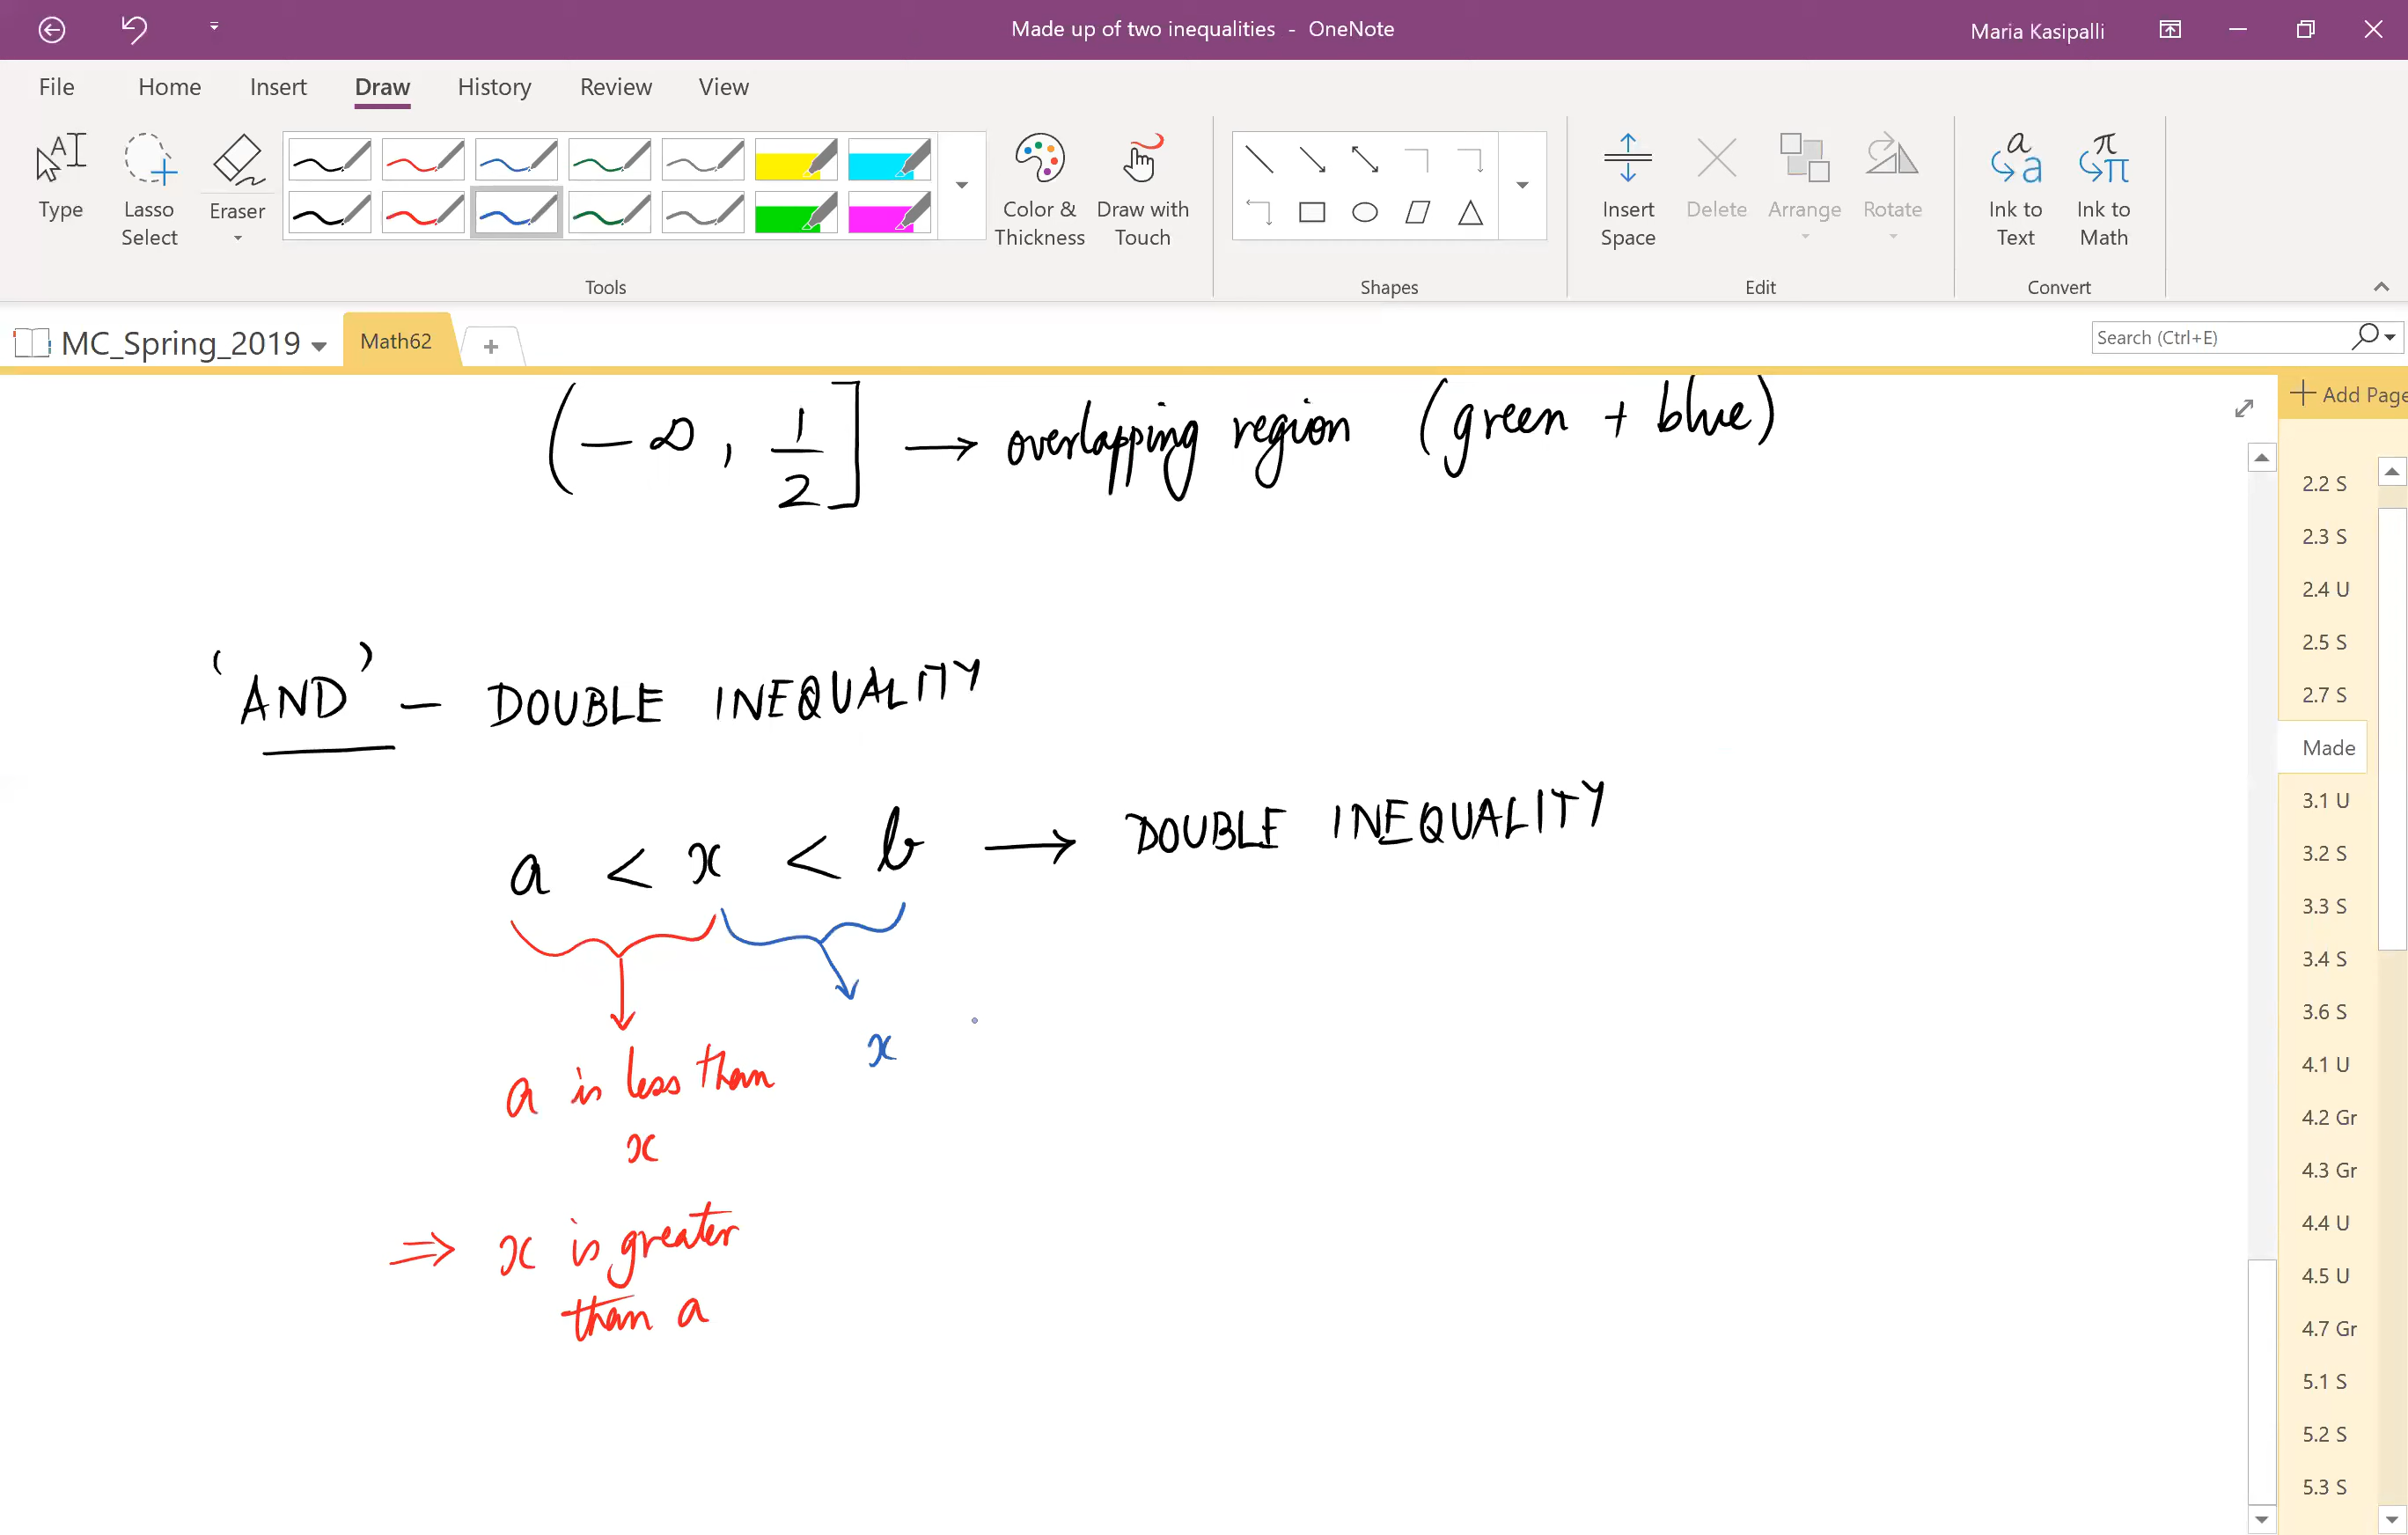 Made up of two inequalities - OneNote
Maria Kasipalli
File Home Insert Draw History Review View
Type
Lasso Select
Eraser
Color & Thickness
Draw with Touch
Insert Space
Delete
Arrange
Rotate
Ink to Text
Ink to Math
Tools
Shapes
Edit
Convert
MC_Spring_2019
Math62
Search (Ctrl+E)
Add Page
(-∞, 1/2] → overlapping region (green + blue)
'AND' - DOUBLE INEQUALITY
a < x < b → DOUBLE INEQUALITY
a is less than
x
x
⇒ x is greater
than a
2.2 S
2.3 S
2.4 U
2.5 S
2.7 S
Made
3.1 U
3.2 S
3.3 S
3.4 S
3.6 S
4.1 U
4.2 Gr
4.3 Gr
4.4 U
4.5 U
4.7 Gr
5.1 S
5.2 S
5.3 S